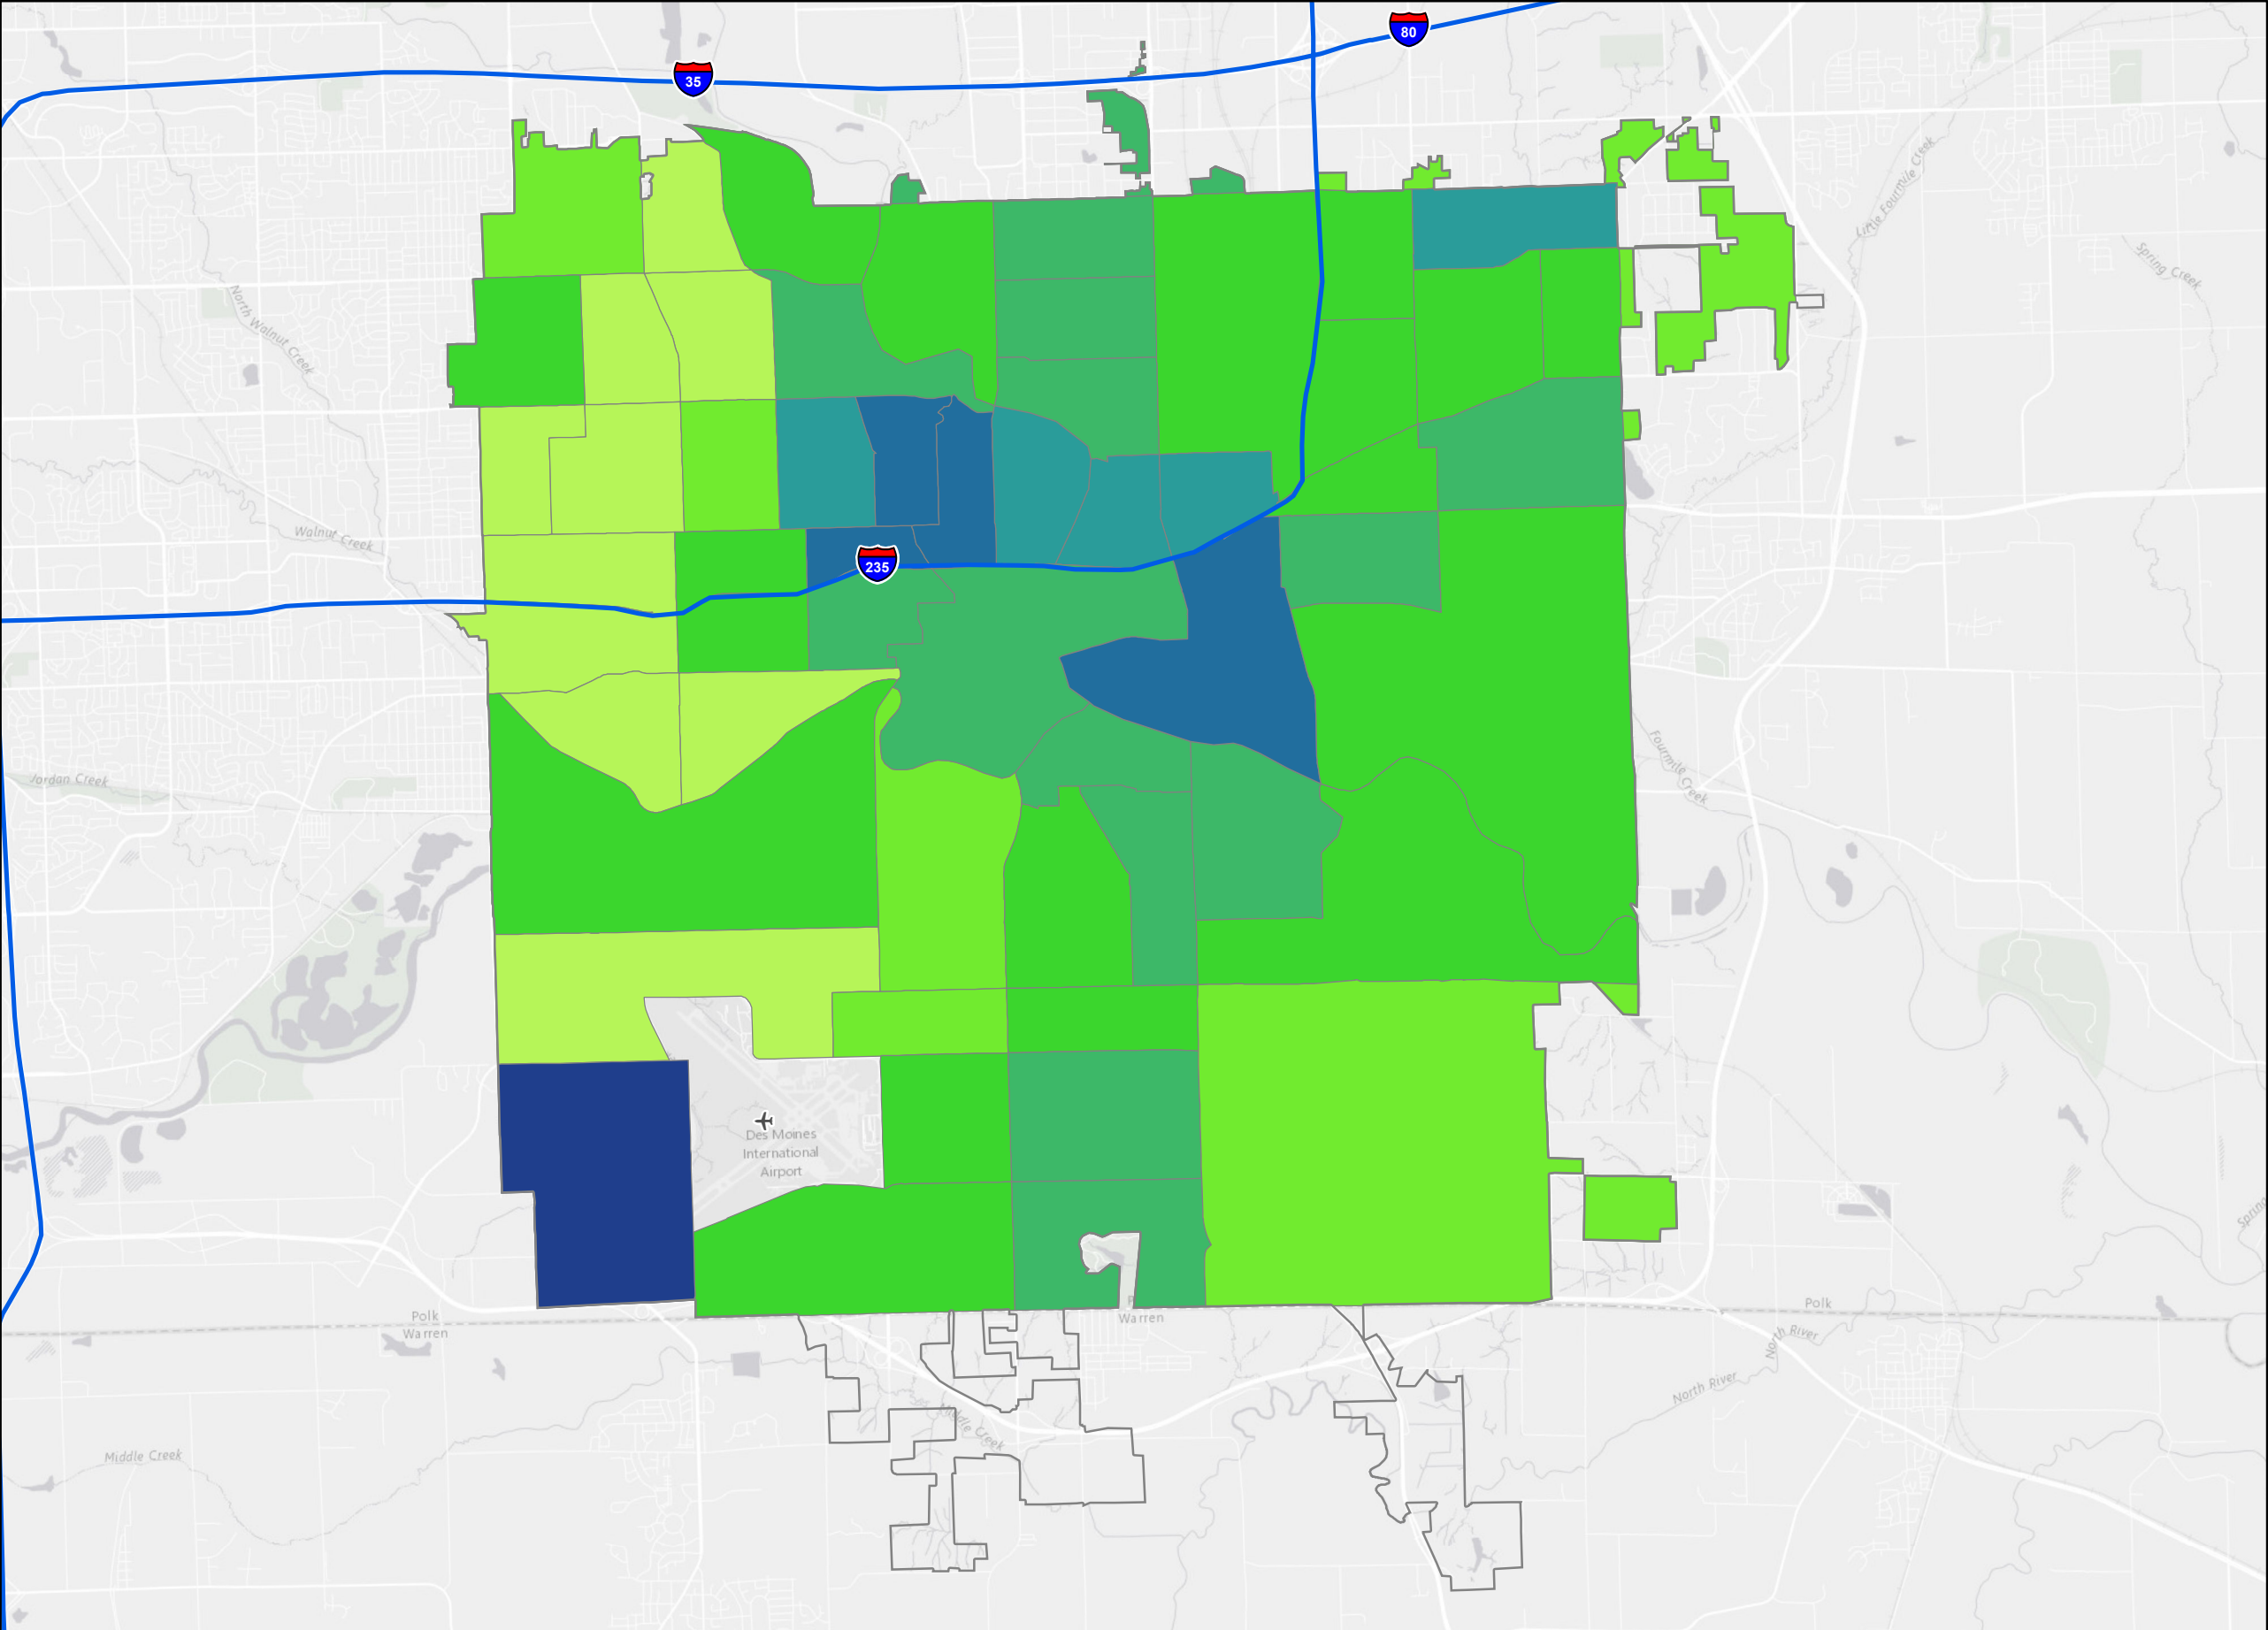 80
35
Little Fourmile Creek
Spring Creek
North Walnut Creek
Walnut Creek
235
Jordan Creek
Fourmile Creek
Des Moines
International
Airport
Polk
Warren
Polk
Warren
North River
North River
Middle Creek
Middle Creek